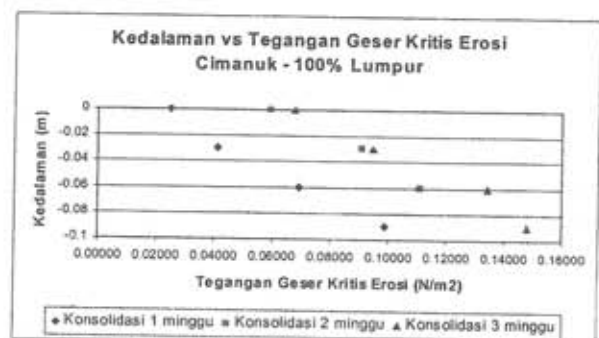 Kedalaman vs Tegangan Geser Kritis Erosi
Cimanuk - 100% Lumpur
Kedalaman (m)
0
-0.02
-0.04
-0.06
-0.08
-0.1
0.00000 0.02000 0.04000 0.06000 0.08000 0.10000 0.12000 0.14000 0.16000
Tegangan Geser Kritis Erosi (N/m2)
Konsolidasi 1 minggu Konsolidasi 2 minggu Konsolidasi 3 minggu